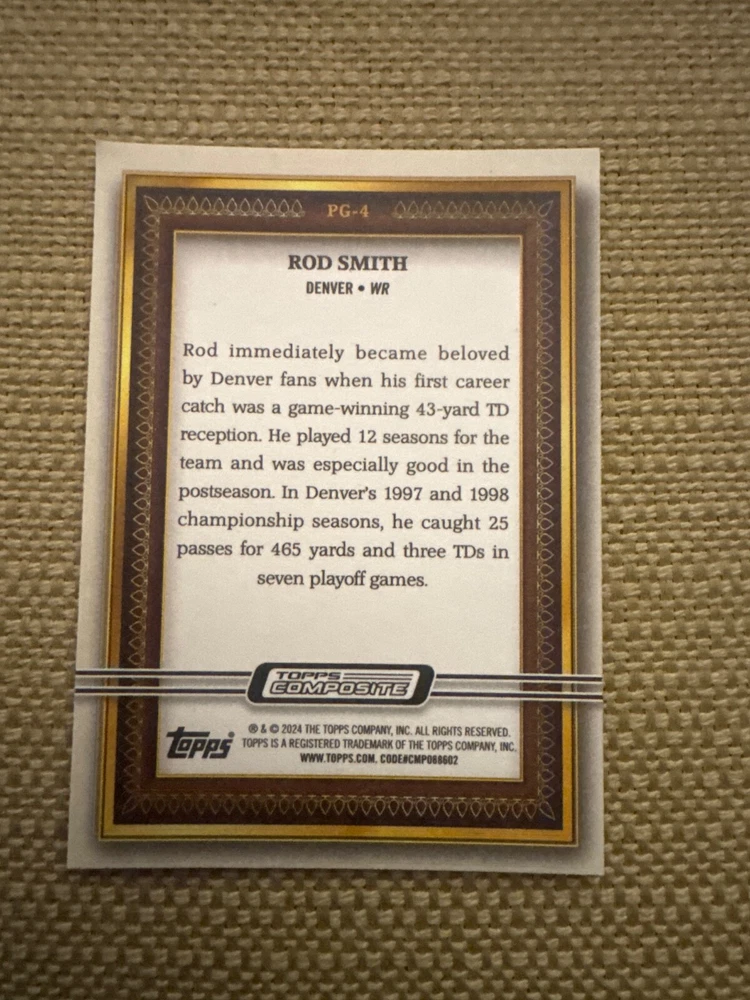 PG-4
ROD SMITH
DENVER • WR
Rod immediately became beloved
by Denver fans when his first career
catch was a game-winning 43-yard TD
reception. He played 12 seasons for the
team and was especially good in the
postseason. In Denver's 1997 and 1998
championship seasons, he caught 25
passes for 465 yards and three TDs in
seven playoff games.
TOPPS
COMPOSITE
Topps®
® & © 2024 THE TOPPS COMPANY, INC. ALL RIGHTS RESERVED.
TOPPS IS A REGISTERED TRADEMARK OF THE TOPPS COMPANY, INC.
WWW.TOPPS.COM. CODE#CMP088602